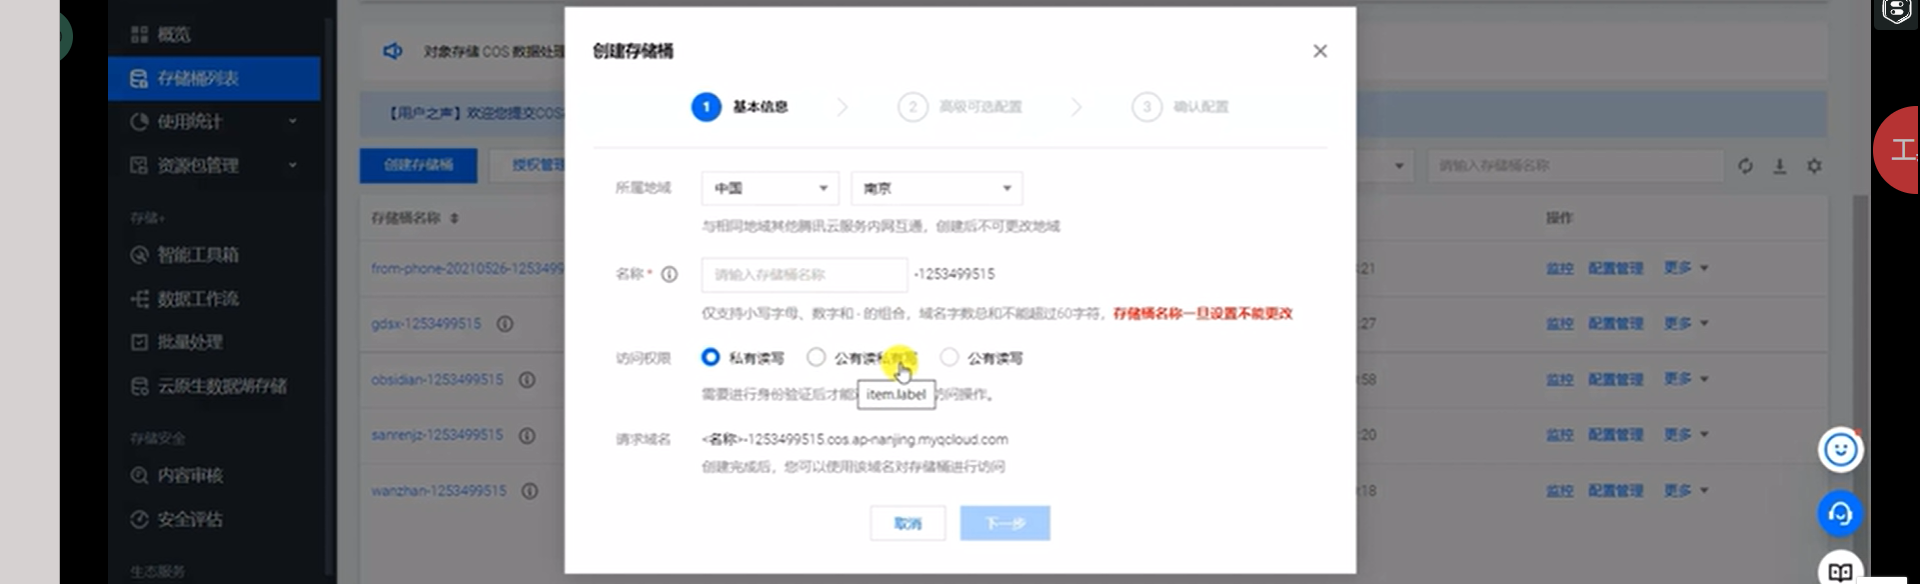 概览
存储桶列表
使用统计
资源包管理
存储+
智能工具箱
数据工作流
批量处理
云原生数据湖存储
存储安全
内容审核
安全评估
生态服务
对象存储 COS 数据处理
【用户之声】欢迎您提交COS
创建存储桶
授权管理
请输入存储桶名称
存储桶名称
操作
from-phone-20210526-1253499
:21
监控 配置管理 更多
gdsx-1253499515
:27
监控 配置管理 更多
obsidian-1253499515
:58
监控 配置管理 更多
sanrenjz-1253499515
:20
监控 配置管理 更多
wanzhan-1253499515
:18
监控 配置管理 更多
创建存储桶
1 基本信息
2 高级可选配置
3 确认配置
所属地域
中国
南京
与相同地域其他腾讯云服务内网互通，创建后不可更改地域
名称*
请输入存储桶名称
-1253499515
仅支持小写字母、数字和 - 的组合，域名字数总和不能超过60字符，存储桶名称一旦设置不能更改
访问权限
私有读写
公有读私有写
公有读写
需要进行身份验证后才能
访问操作。
item.label
请求域名
<名称>-1253499515.cos.ap-nanjing.myqcloud.com
创建完成后，您可以使用该域名对存储桶进行访问
取消
下一步
工